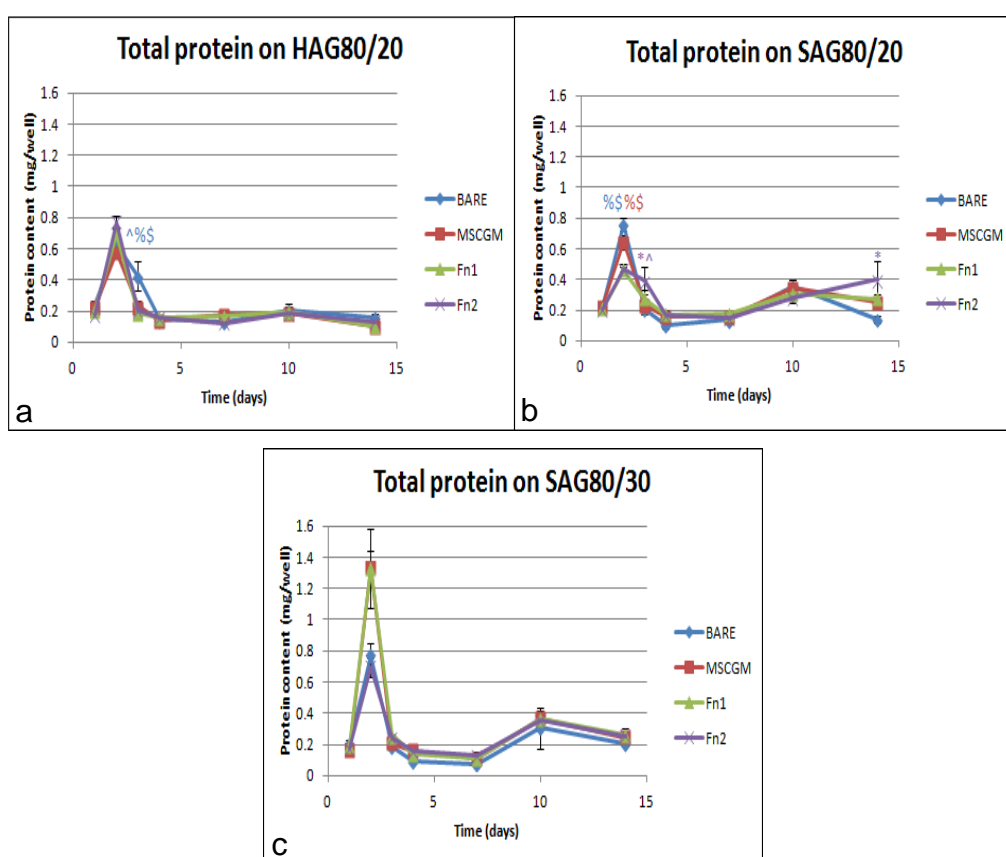 Total protein on HAG80/20
Protein content (mg/well)
1.6
1.4
1.2
1
0.8
0.6
0.4
0.2
0
^%$
0 5 10 15
Time (days)
BARE
MSCGM
Fn1
Fn2
a
Total protein on SAG80/20
Protein content (mg/well)
1.6
1.4
1.2
1
0.8
0.6
0.4
0.2
0
%$%$
*^
*
0 5 10 15
Time (days)
BARE
MSCGM
Fn1
Fn2
b
Total protein on SAG80/30
Protein content (mg/well)
1.6
1.4
1.2
1
0.8
0.6
0.4
0.2
0
0 5 10 15
Time (days)
BARE
MSCGM
Fn1
Fn2
c